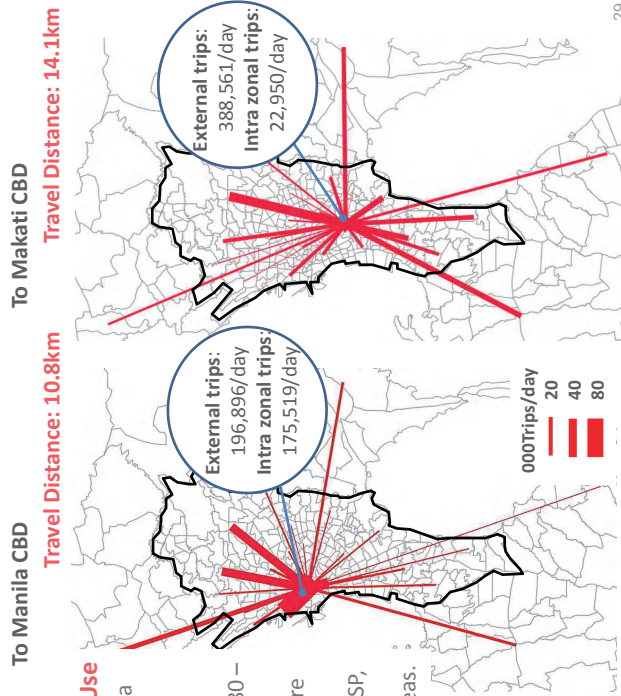 To Manila CBD
Travel Distance: 10.8km
External trips:
196,896/day
Intra zonal trips:
175,519/day
000Trips/day
20
40
80
To Makati CBD
Travel Distance: 14.1km
External trips:
388,561/day
Intra zonal trips:
22,950/day
Use
a
30 –
re
SP,
eas.
29